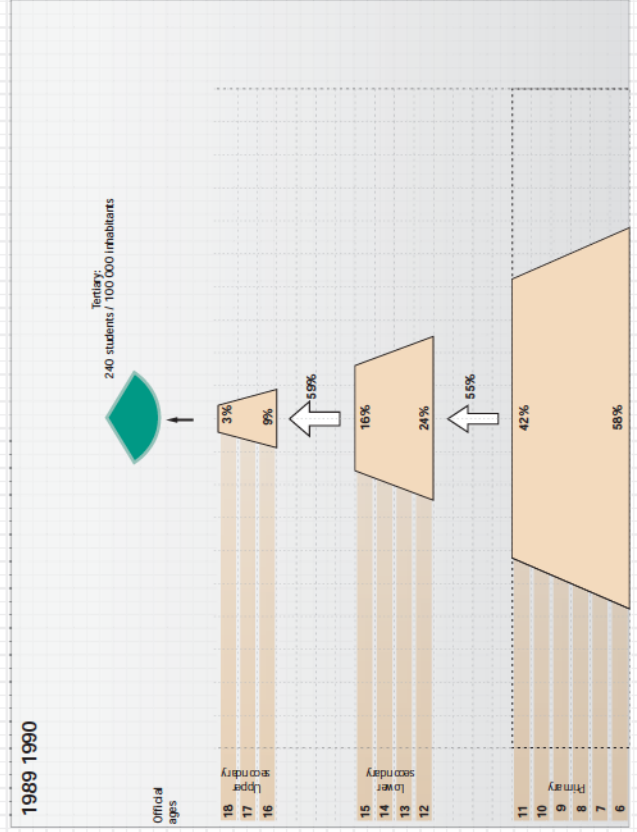 1989 1990
Tertiary:
240 students / 100 000 inhabitants
Official
ages
Upper
secondary
18
17
16
3%
9%
59%
Lower
secondary
15
14
13
12
16%
24%
55%
Primary
11
10
9
8
7
6
42%
58%